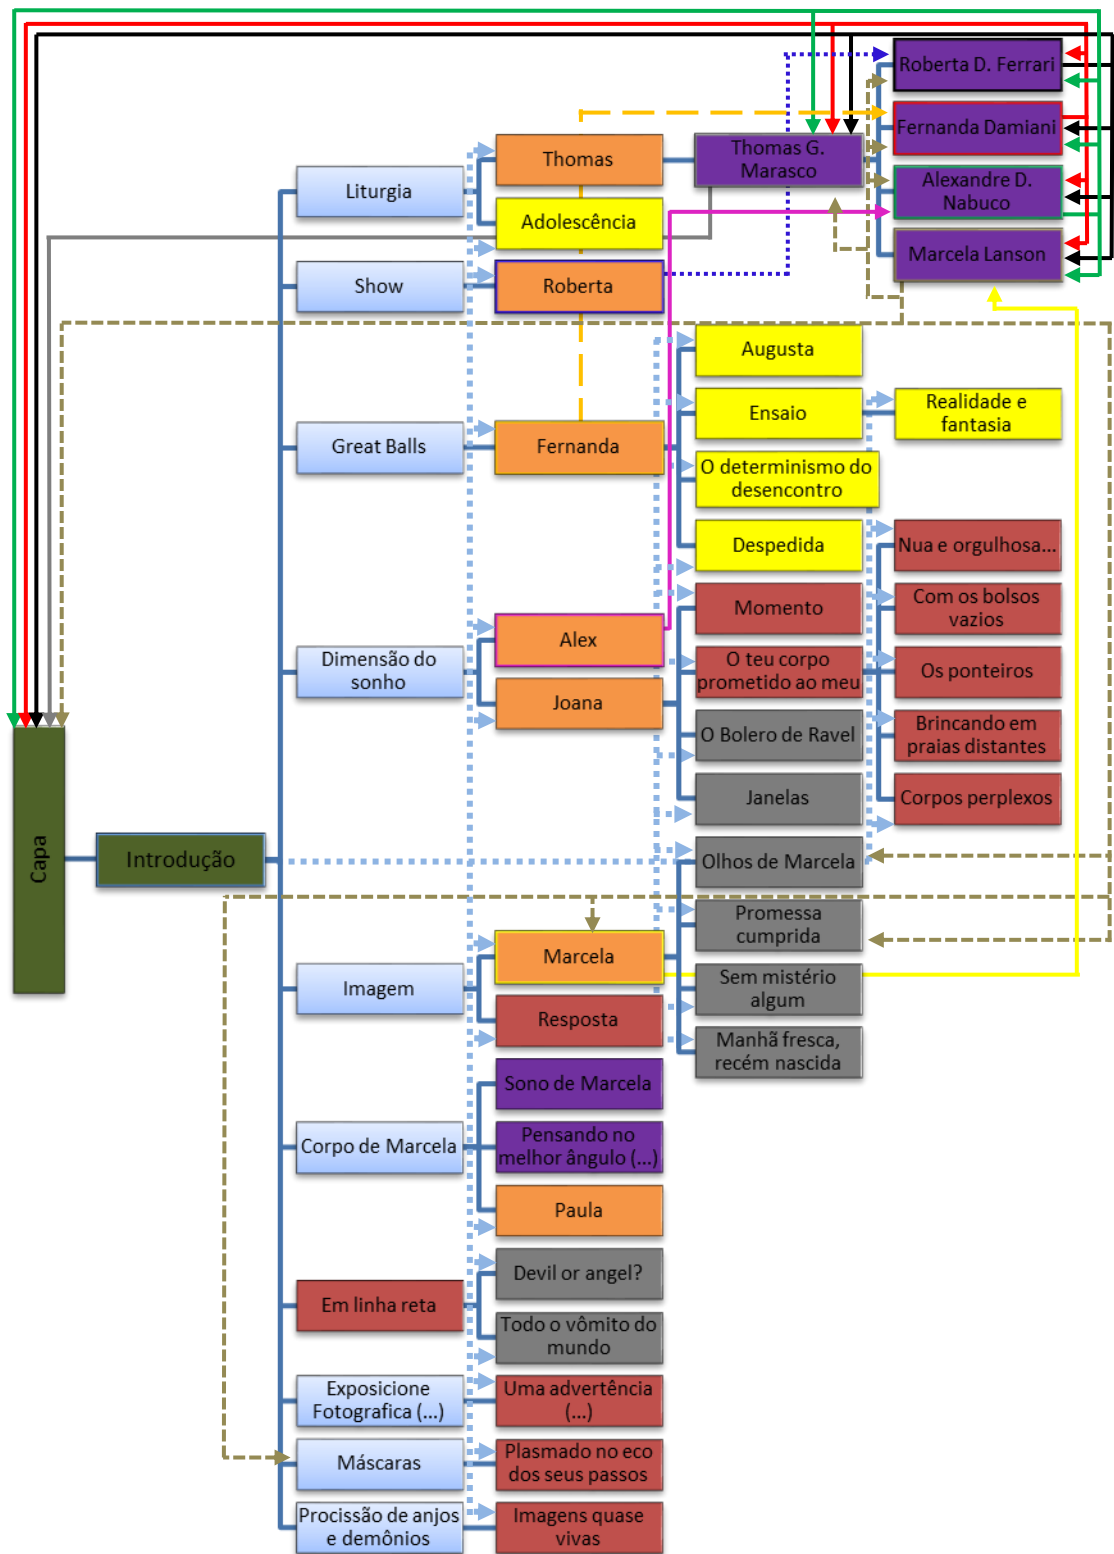 Roberta D. Ferrari
Fernanda Damiani
Thomas
Thomas G.
Marasco
Alexandre D.
Nabuco
Liturgia
Adolescência
Marcela Lanson
Show
Roberta
Augusta
Ensaio
Realidade e
fantasia
Great Balls
Fernanda
O determinismo do
desencontro
Despedida
Nua e orgulhosa...
Momento
Com os bolsos
vazios
Alex
Dimensão do
sonho
O teu corpo
prometido ao meu
Os ponteiros
Joana
O Bolero de Ravel
Brincando em
praias distantes
Janelas
Corpos perplexos
Capa
Introdução
Olhos de Marcela
Promessa
cumprida
Marcela
Imagem
Sem mistério
algum
Resposta
Manhã fresca,
recém nascida
Sono de Marcela
Corpo de Marcela
Pensando no
melhor ângulo (...)
Paula
Devil or angel?
Em linha reta
Todo o vômito do
mundo
Exposicione
Fotografica (...)
Uma advertência
(...)
Máscaras
Plasmado no eco
dos seus passos
Procissão de anjos
e demônios
Imagens quase
vivas